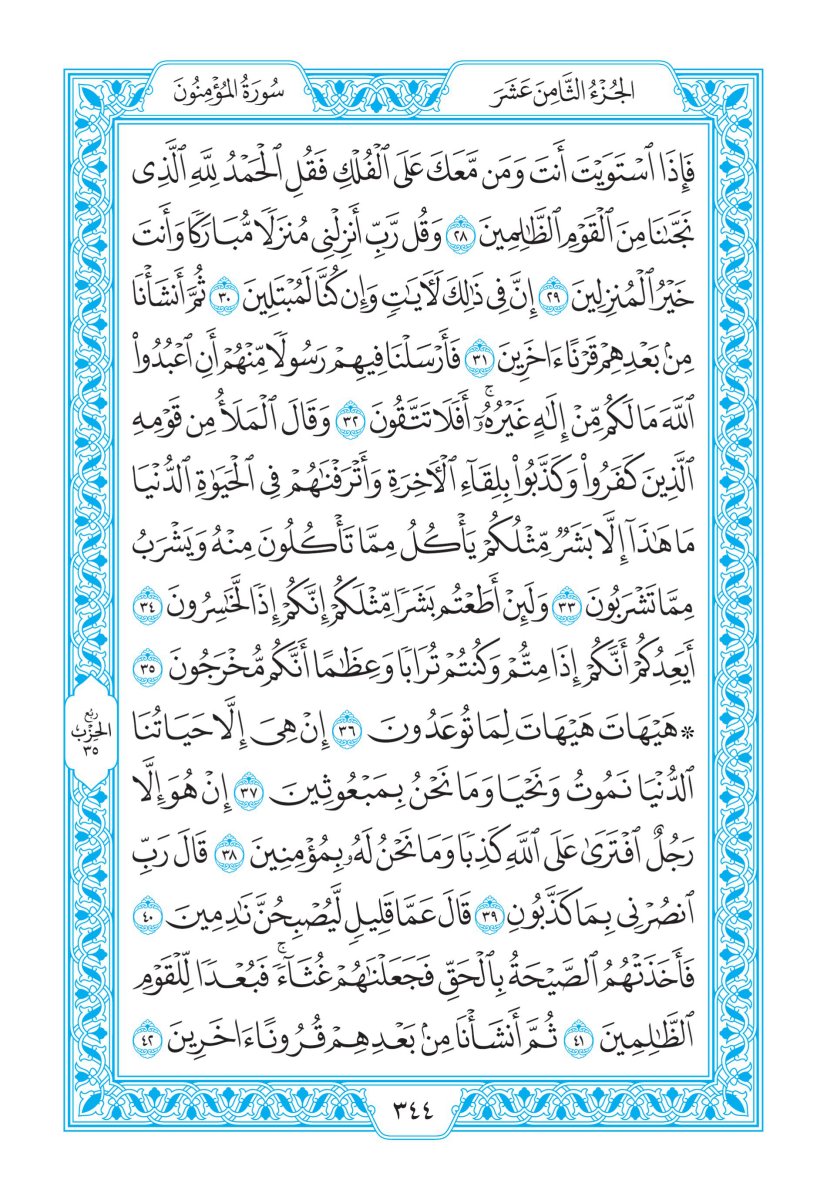 الجُزْءُ الثَّامِنَ عَشَرَ
سُورَةُ المُؤْمِنُونَ
فَإِذَا ٱسْتَوَيْتَ أَنتَ وَمَن مَّعَكَ عَلَى ٱلْفُلْكِ فَقُلِ ٱلْحَمْدُ لِلَّهِ ٱلَّذِى
نَجَّىٰنَا مِنَ ٱلْقَوْمِ ٱلظَّٰلِمِينَ ٢٨ وَقُل رَّبِّ أَنزِلْنِى مُنزَلًا مُّبَارَكًا وَأَنتَ
خَيْرُ ٱلْمُنزِلِينَ ٢٩ إِنَّ فِى ذَٰلِكَ لَءَايَٰتٍ وَإِن كُنَّا لَمُبْتَلِينَ ٣٠ ثُمَّ أَنشَأْنَا
مِنۢ بَعْدِهِمْ قَرْنًا ءَاخَرِينَ ٣١ فَأَرْسَلْنَا فِيهِمْ رَسُولًا مِّنْهُمْ أَنِ ٱعْبُدُوا۟
ٱللَّهَ مَا لَكُم مِّنْ إِلَٰهٍ غَيْرُهُۥٓ ۚ أَفَلَا تَتَّقُونَ ٣٢ وَقَالَ ٱلْمَلَأُ مِن قَوْمِهِ
ٱلَّذِينَ كَفَرُوا۟ وَكَذَّبُوا۟ بِلِقَآءِ ٱلْءَاخِرَةِ وَأَتْرَفْنَٰهُمْ فِى ٱلْحَيَوٰةِ ٱلدُّنْيَا
مَا هَٰذَآ إِلَّا بَشَرٌ مِّثْلُكُمْ يَأْكُلُ مِمَّا تَأْكُلُونَ مِنْهُ وَيَشْرَبُ
مِمَّا تَشْرَبُونَ ٣٣ وَلَئِنْ أَطَعْتُم بَشَرًا مِّثْلَكُمْ إِنَّكُمْ إِذًا لَّخَٰسِرُونَ ٣٤
أَيَعِدُكُمْ أَنَّكُمْ إِذَا مِتُّمْ وَكُنتُمْ تُرَابًا وَعِظَٰمًا أَنَّكُم مُّخْرَجُونَ ٣٥
* هَيْهَاتَ هَيْهَاتَ لِمَا تُوعَدُونَ ٣٦ إِنْ هِىَ إِلَّا حَيَاتُنَا
ٱلدُّنْيَا نَمُوتُ وَنَحْيَا وَمَا نَحْنُ بِمَبْعُوثِينَ ٣٧ إِنْ هُوَ إِلَّا
رَجُلٌ ٱفْتَرَىٰ عَلَى ٱللَّهِ كَذِبًا وَمَا نَحْنُ لَهُۥ بِمُؤْمِنِينَ ٣٨ قَالَ رَبِّ
ٱنصُرْنِى بِمَا كَذَّبُونِ ٣٩ قَالَ عَمَّا قَلِيلٍ لَّيُصْبِحُنَّ نَٰدِمِينَ ٤٠
فَأَخَذَتْهُمُ ٱلصَّيْحَةُ بِٱلْحَقِّ فَجَعَلْنَٰهُمْ غُثَآءً ۚ فَبُعْدًا لِّلْقَوْمِ
ٱلظَّٰلِمِينَ ٤١ ثُمَّ أَنشَأْنَا مِنۢ بَعْدِهِمْ قُرُونًا ءَاخَرِينَ ٤٢
رُبْع
الحِزْبِ
٣٥
٣٤٤